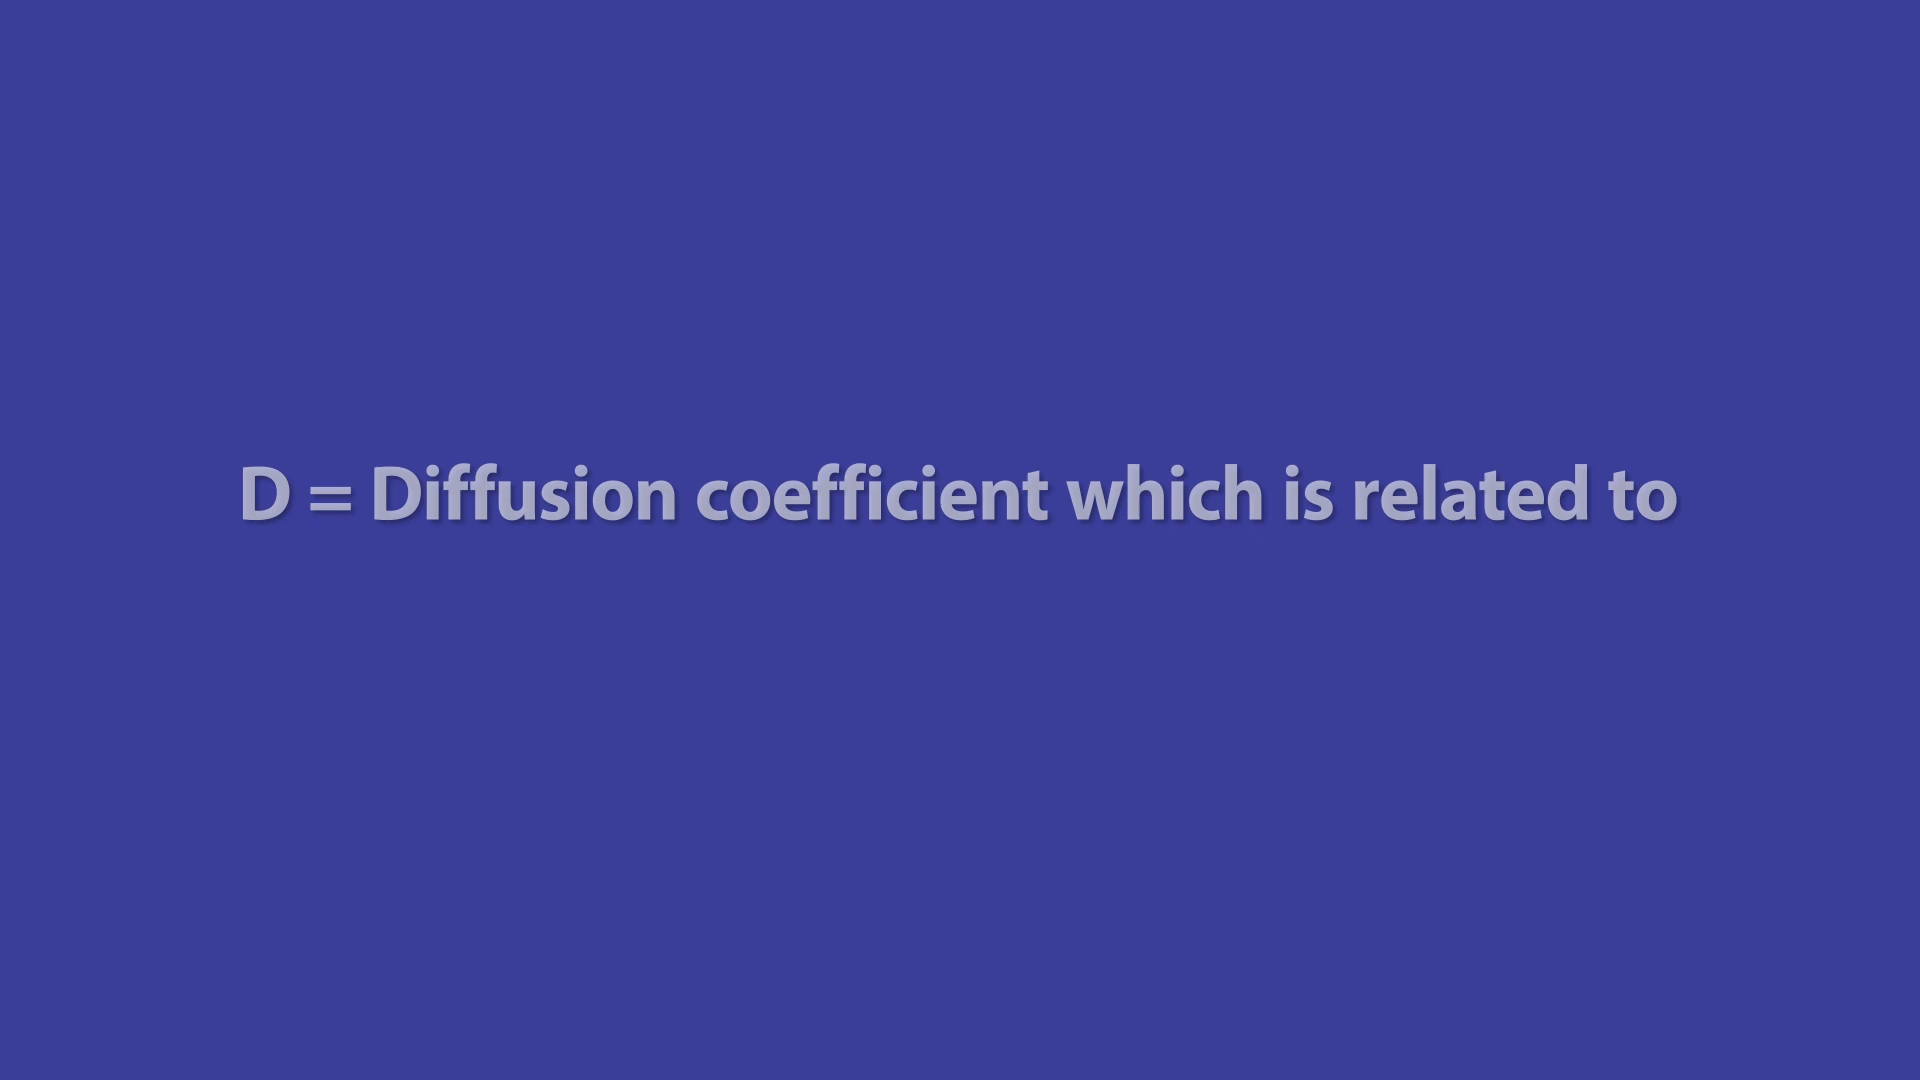 D = Diffusion coefficient which is related to